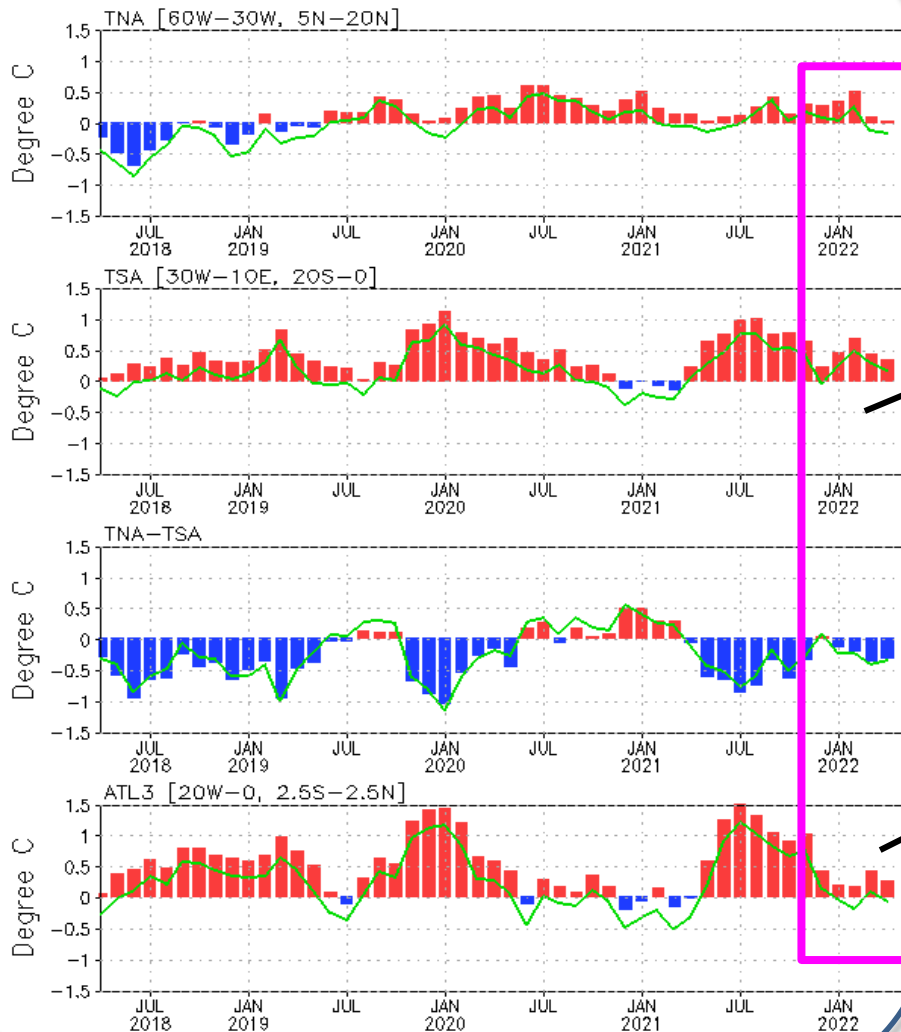 TNA [60W-30W, 5N-20N]
Degree C
1.5
1
0.5
0
-0.5
-1
-1.5
JUL JAN JUL JAN JUL JAN JUL JAN
2018 2019 2020 2021 2022
TSA [30W-10E, 20S-0]
Degree C
1.5
1
0.5
0
-0.5
-1
-1.5
JUL JAN JUL JAN JUL JAN JUL JAN
2018 2019 2020 2021 2022
TNA-TSA
Degree C
1.5
1
0.5
0
-0.5
-1
-1.5
JUL JAN JUL JAN JUL JAN JUL JAN
2018 2019 2020 2021 2022
ATL3 [20W-0, 2.5S-2.5N]
Degree C
1.5
1
0.5
0
-0.5
-1
-1.5
JUL JAN JUL JAN JUL JAN JUL JAN
2018 2019 2020 2021 2022